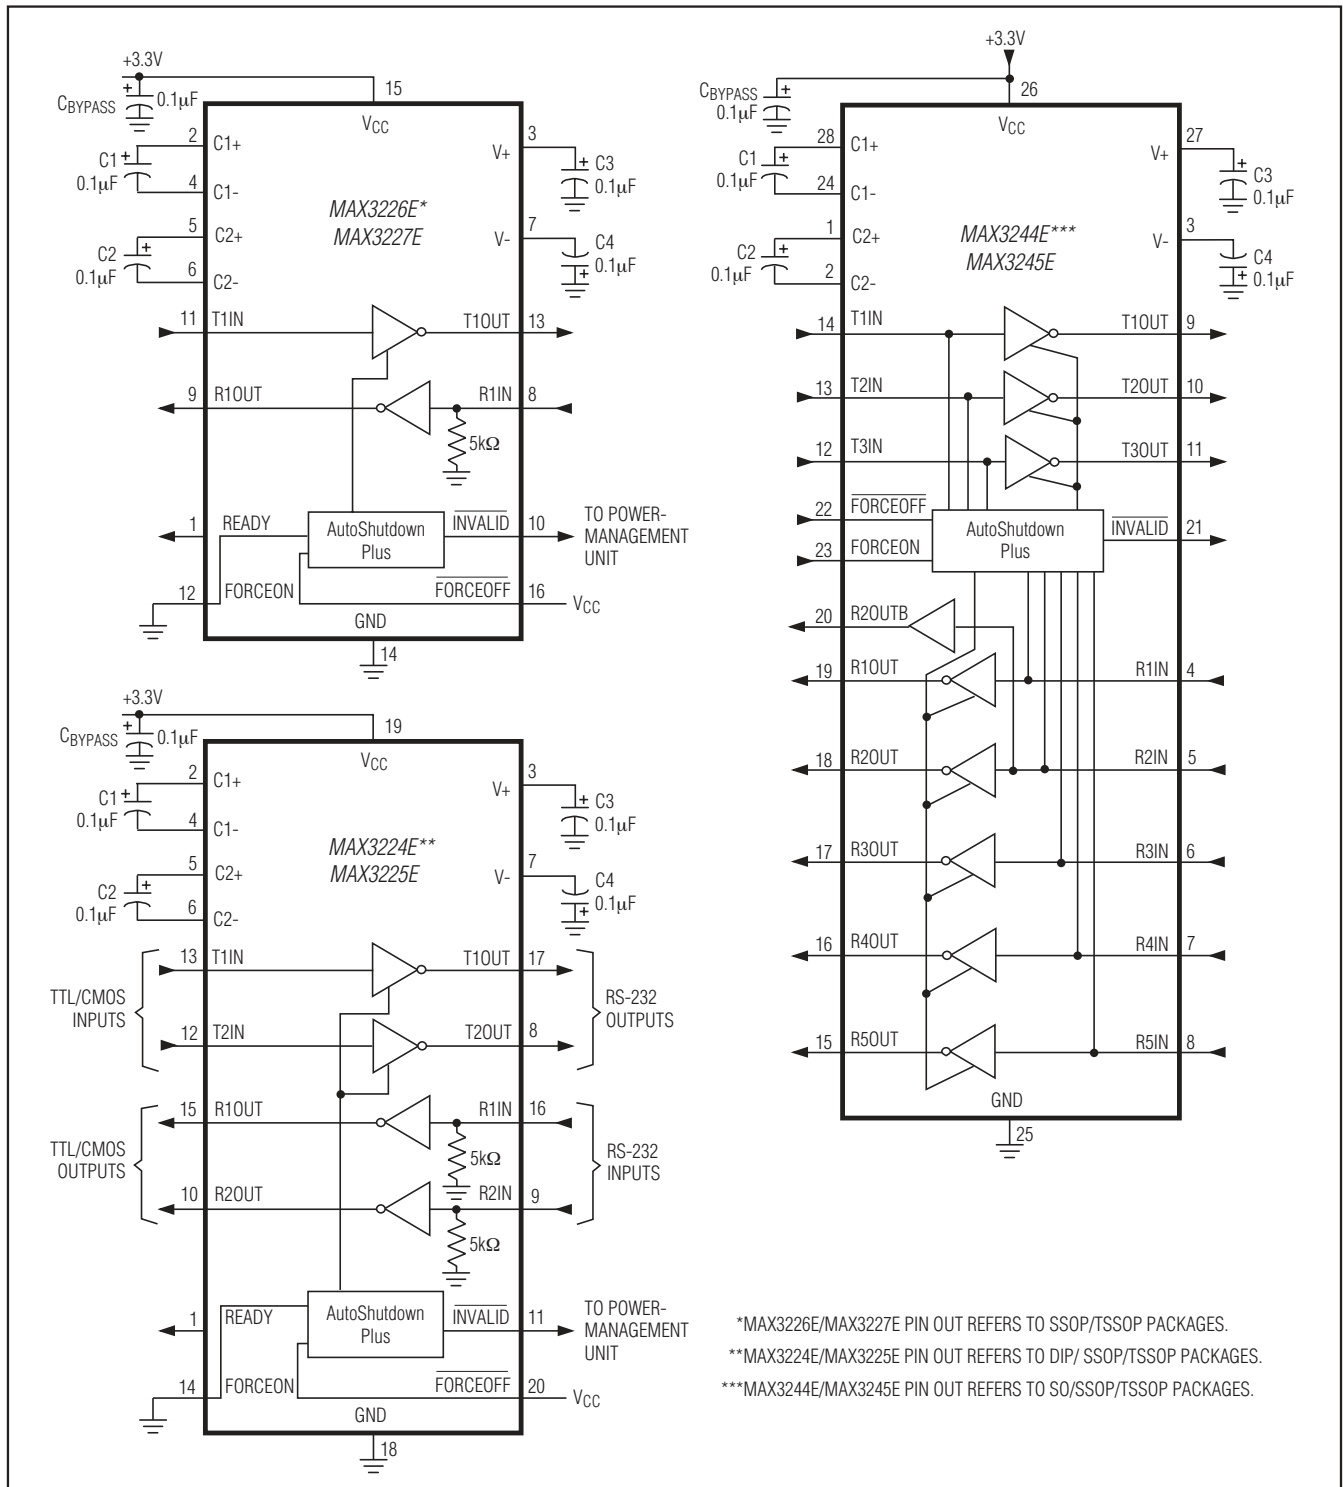 +3.3V
CBYPASS
+
0.1µF
15
VCC
2
C1+
C1
+
0.1µF
4
C1-
5
C2+
C2
+
0.1µF
6
C2-
3
V+
+
C3
0.1µF
7
V-
C4
+
0.1µF
MAX3226E*
MAX3227E
11
T1IN
T1OUT
13
9
R1OUT
R1IN
8
5kΩ
1
READY
AutoShutdown
Plus
INVALID
10
TO POWER-
MANAGEMENT
UNIT
12
FORCEON
FORCEOFF
16
VCC
GND
14
+3.3V
CBYPASS
+
0.1µF
19
VCC
2
C1+
C1
+
0.1µF
4
C1-
5
C2+
C2
+
0.1µF
6
C2-
3
V+
+
C3
0.1µF
7
V-
C4
+
0.1µF
MAX3224E**
MAX3225E
TTL/CMOS
INPUTS
13
T1IN
T1OUT
17
12
T2IN
T2OUT
8
RS-232
OUTPUTS
TTL/CMOS
OUTPUTS
15
R1OUT
R1IN
16
5kΩ
10
R2OUT
R2IN
9
5kΩ
RS-232
INPUTS
1
READY
AutoShutdown
Plus
INVALID
11
TO POWER-
MANAGEMENT
UNIT
14
FORCEON
FORCEOFF
20
VCC
GND
18
+3.3V
CBYPASS
+
0.1µF
26
VCC
28
C1+
C1
+
0.1µF
24
C1-
1
C2+
C2
+
0.1µF
2
C2-
27
V+
+
C3
0.1µF
3
V-
C4
+
0.1µF
MAX3244E***
MAX3245E
14
T1IN
T1OUT
9
13
T2IN
T2OUT
10
12
T3IN
T3OUT
11
22
FORCEOFF
23
FORCEON
AutoShutdown
Plus
INVALID
21
20
R2OUTB
19
R1OUT
R1IN
4
18
R2OUT
R2IN
5
17
R3OUT
R3IN
6
16
R4OUT
R4IN
7
15
R5OUT
R5IN
8
GND
25
*MAX3226E/MAX3227E PIN OUT REFERS TO SSOP/TSSOP PACKAGES.
**MAX3224E/MAX3225E PIN OUT REFERS TO DIP/ SSOP/TSSOP PACKAGES.
***MAX3244E/MAX3245E PIN OUT REFERS TO SO/SSOP/TSSOP PACKAGES.